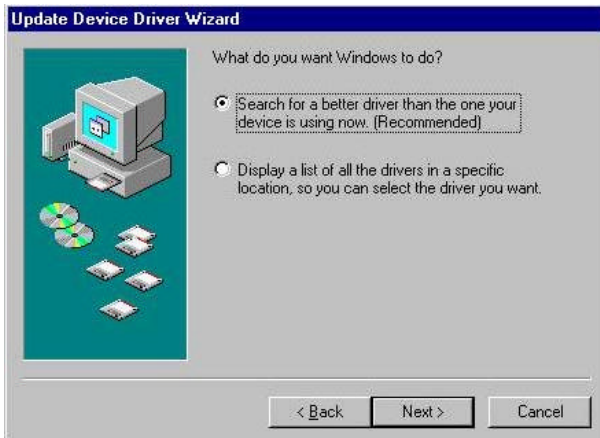 Update Device Driver Wizard
What do you want Windows to do?
Search for a better driver than the one your
device is using now. (Recommended)
Display a list of all the drivers in a specific
location, so you can select the driver you want.
< Back
Next >
Cancel